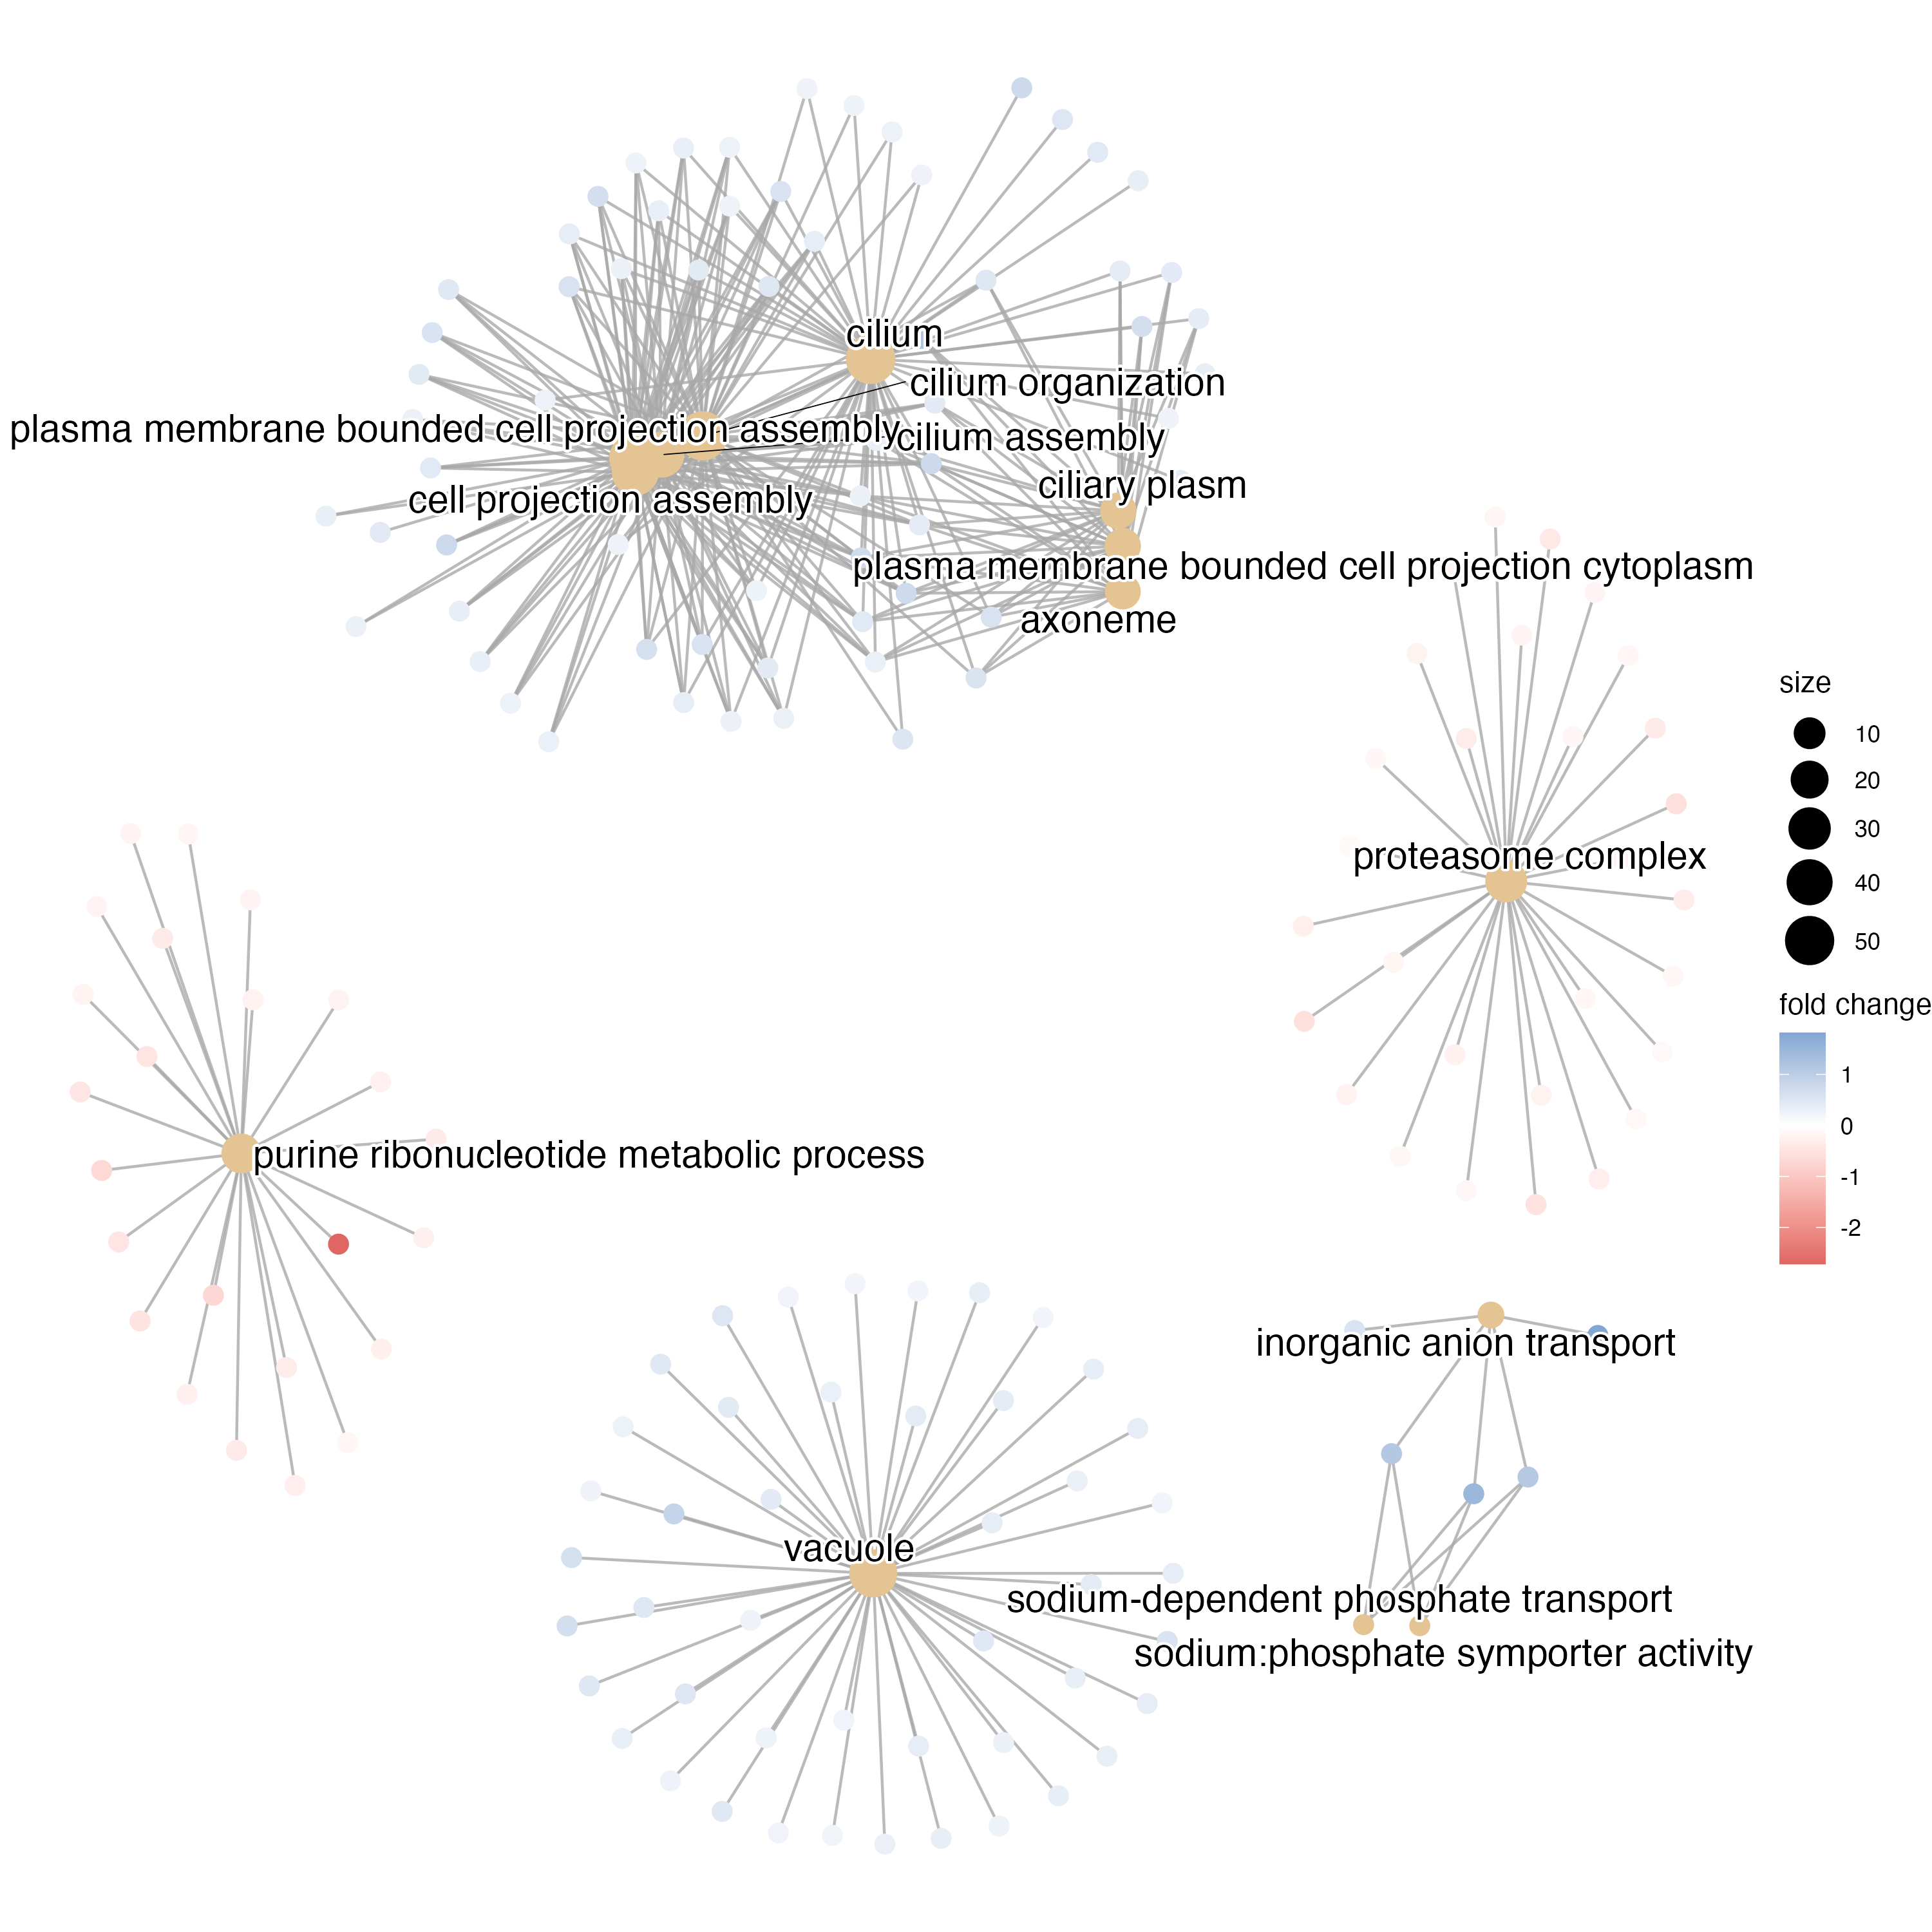 cilium
cilium organization
plasma membrane bounded cell projection assembly
cilium assembly
ciliary plasm
cell projection assembly
plasma membrane bounded cell projection cytoplasm
axoneme
size
10
20
30
40
50
proteasome complex
fold change
1
0
-1
-2
purine ribonucleotide metabolic process
inorganic anion transport
vacuole
sodium-dependent phosphate transport
sodium:phosphate symporter activity